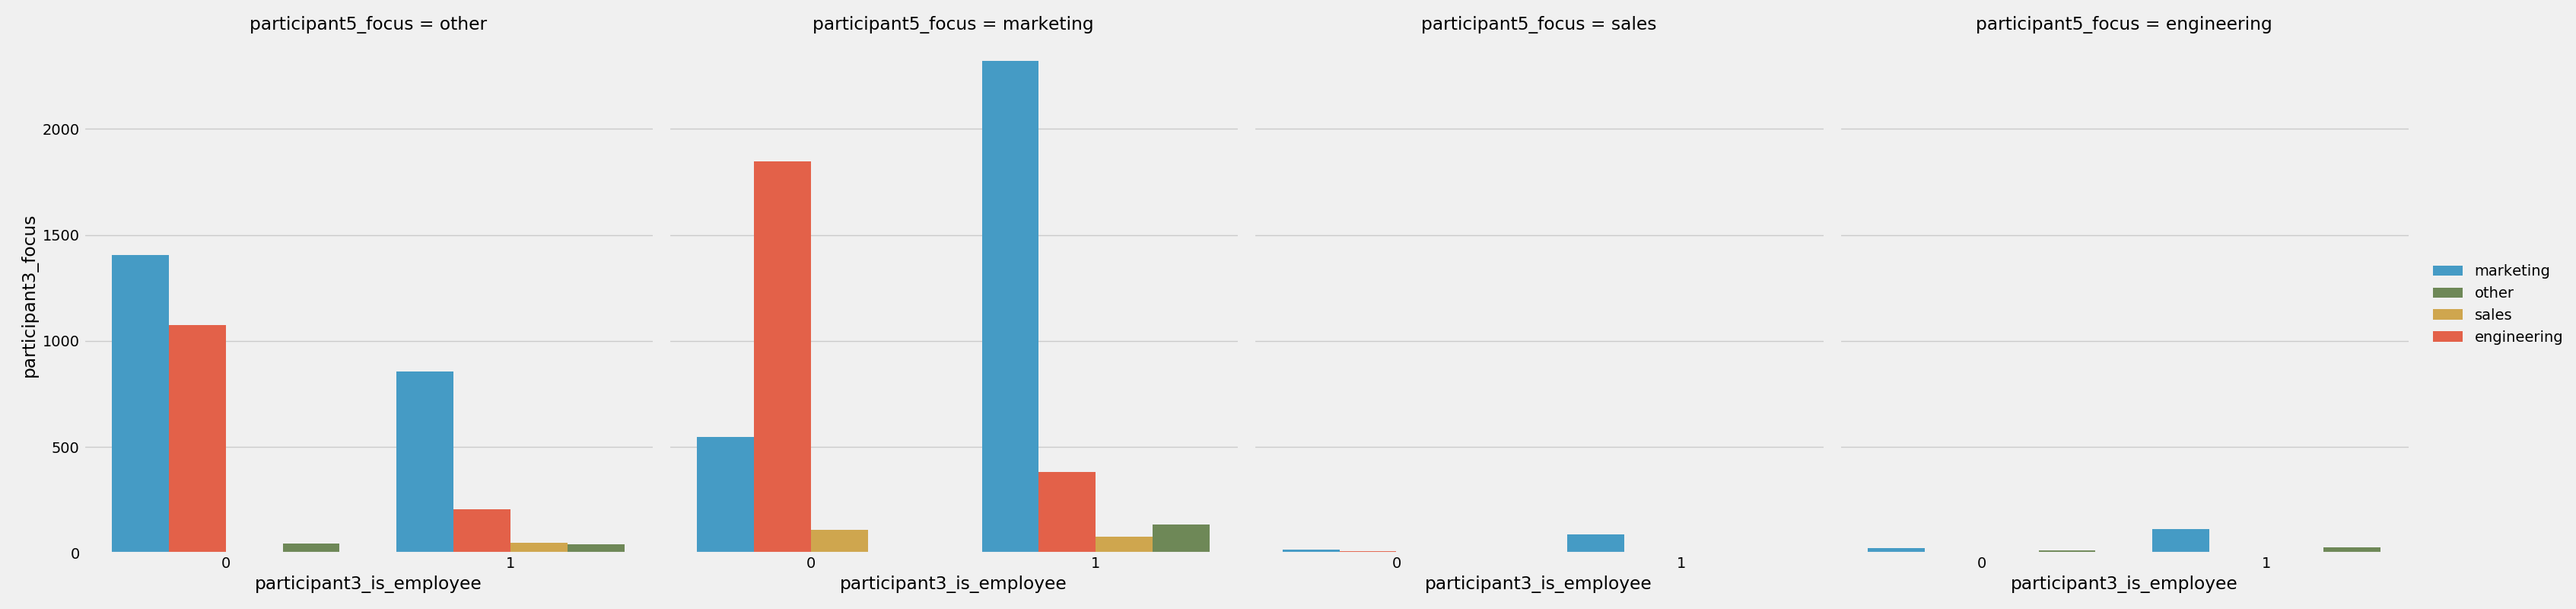 participant5_focus = other
participant5_focus = marketing
participant5_focus = sales
participant5_focus = engineering
participant3_focus
2000
1500
1000
500
0
0
1
0
1
0
1
0
1
participant3_is_employee
participant3_is_employee
participant3_is_employee
participant3_is_employee
marketing
other
sales
engineering